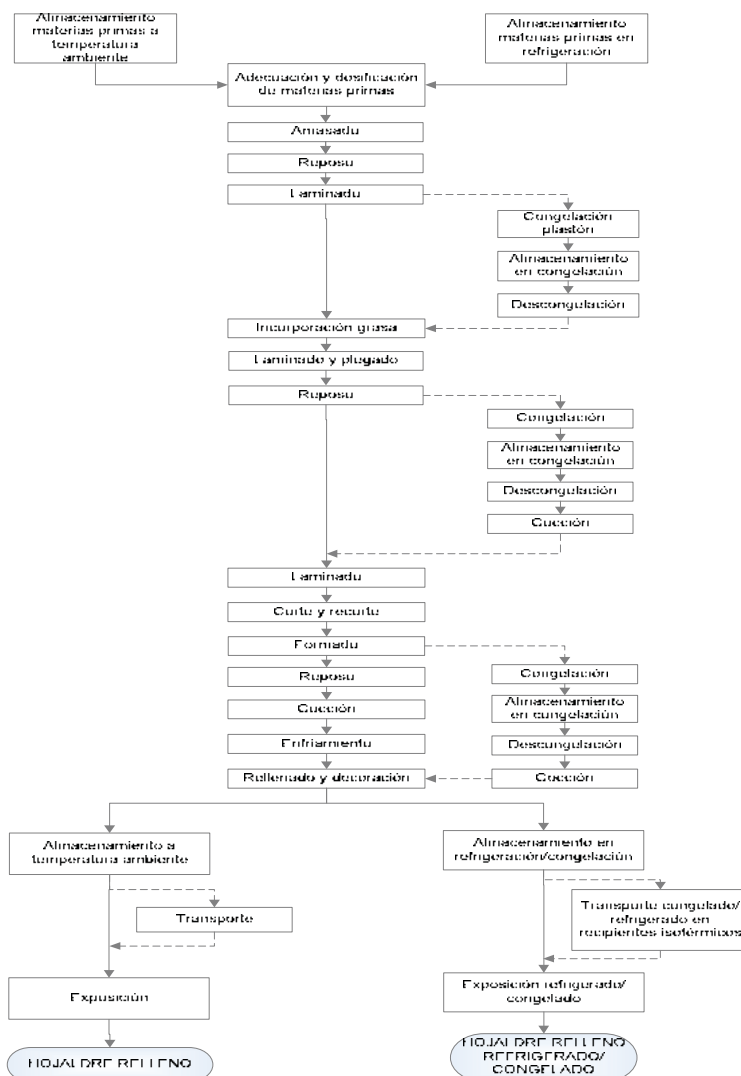 Almacenamiento
materias primas a
temperatura
ambiente
Almacenamiento
materias primas en
refrigeración
Adecuación y dosificación
de materias primas
Amasado
Reposo
Laminado
Congelación
plastón
Almacenamiento
en congelación
Descongelación
Incorporación grasa
Laminado y plegado
Reposo
Congelación
Almacenamiento
en congelación
Descongelación
Cocción
Laminado
Corte y recorte
Formado
Reposo
Cocción
Enfriamiento
Rellenado y decoración
Congelación
Almacenamiento
en congelación
Descongelación
Cocción
Almacenamiento a
temperatura ambiente
Transporte
Exposición
HOJALDRE RELLENO
Almacenamiento en
refrigeración/congelación
Transporte congelado/
refrigerado en
recipientes isotérmicos
Exposición refrigerado/
congelado
HOJALDRE RELLENO
REFRIGERADO/
CONGELADO